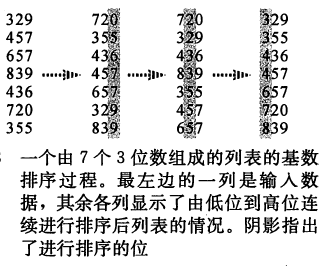 329 720 720 329
457 355 329 355
657 436 436 436
839 457 839 457
436 657 355 657
720 329 457 720
355 839 657 839
一个由 7 个 3 位数组成的列表的基数
排序过程。最左边的一列是输入数
据，其余各列显示了由低位到高位连
续进行排序后列表的情况。阴影指出
了进行排序的位